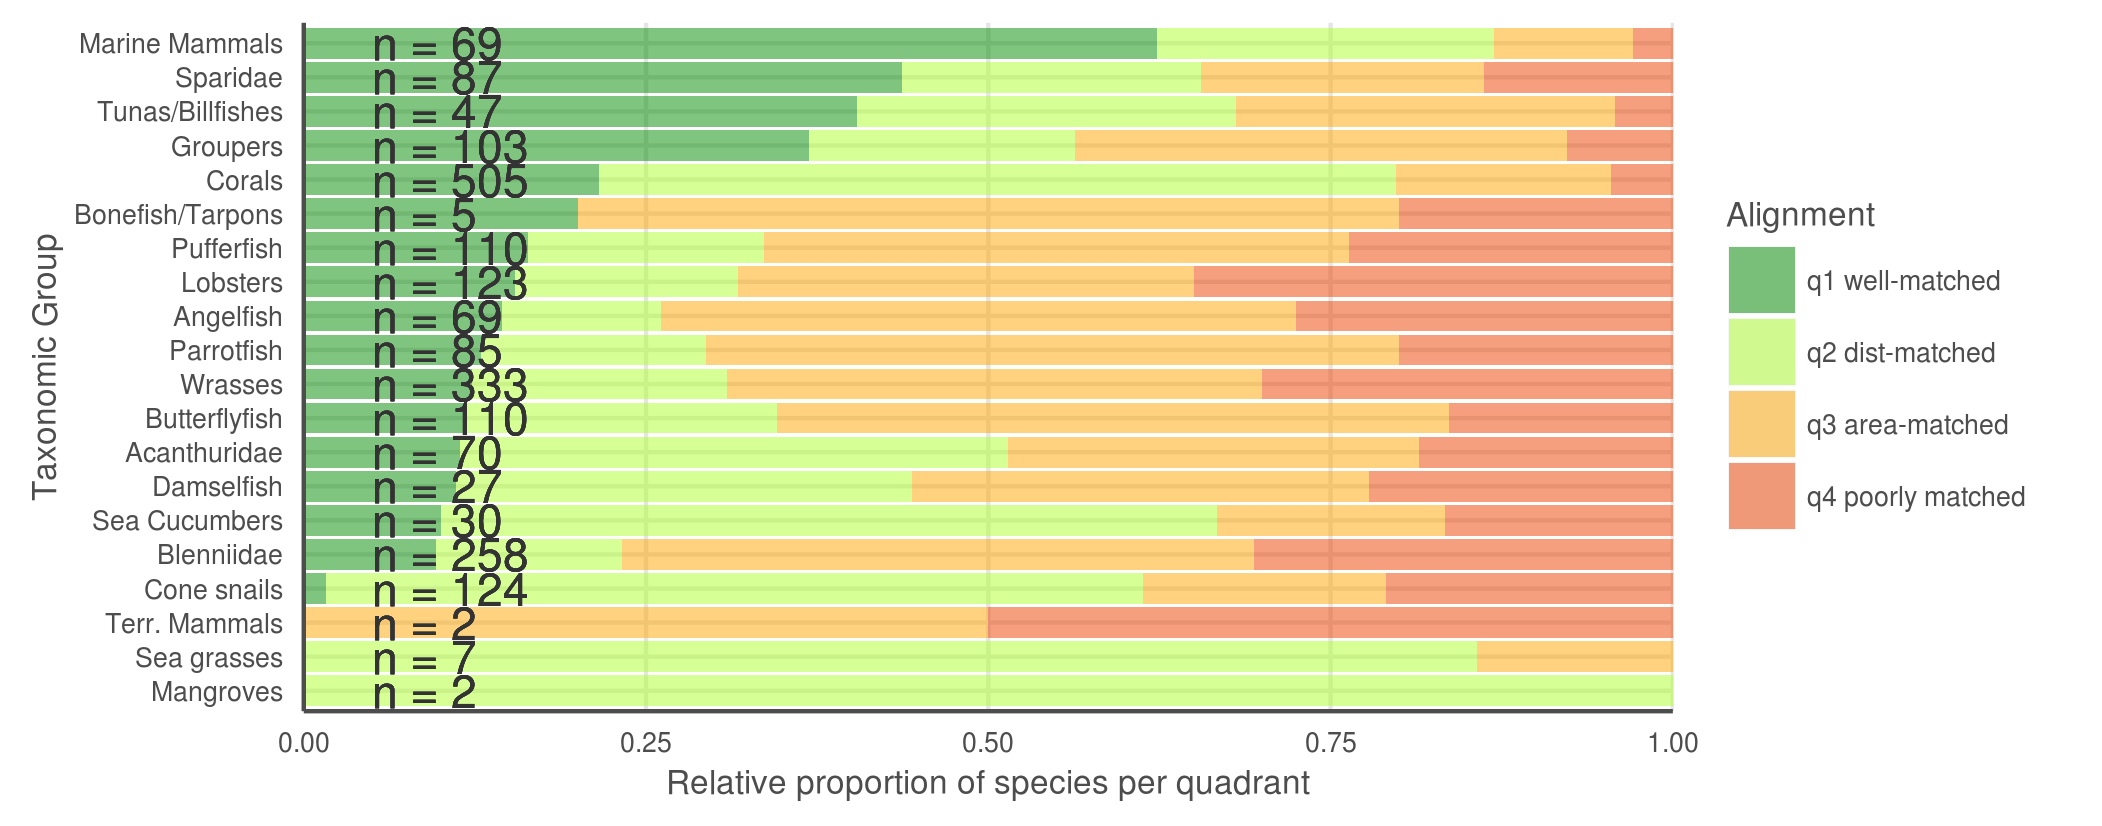 Marine Mammals n = 69
Sparidae n = 87
Tunas/Billfishes n = 47
Groupers n = 103
Corals n = 505
Bonefish/Tarpons n = 5
Pufferfish n = 110
Lobsters n = 123
Angelfish n = 69
Parrotfish n = 85
Wrasses n = 333
Butterflyfish n = 110
Acanthuridae n = 70
Damselfish n = 27
Sea Cucumbers n = 30
Blenniidae n = 258
Cone snails n = 124
Terr. Mammals n = 2
Sea grasses n = 7
Mangroves n = 2
Taxonomic Group
0.00 0.25 0.50 0.75 1.00
Relative proportion of species per quadrant
Alignment
q1 well-matched
q2 dist-matched
q3 area-matched
q4 poorly matched